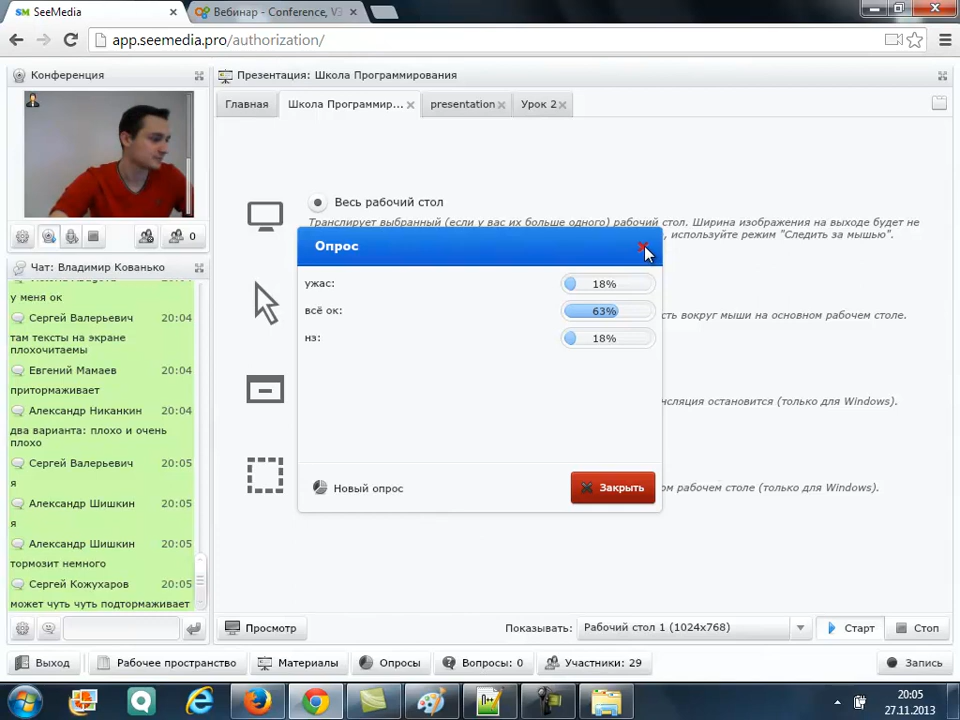 SeeMedia
Вебинар - Conference, V3
app.seemedia.pro/authorization/
Конференция
Презентация: Школа Программирования
Главная
Школа Программир...
presentation
Урок 2
Весь рабочий стол
Транслирует выбранный (если у вас их больше одного) рабочий стол. Ширина изображения на выходе будет не
, используйте режим "Следить за мышью".
0
Чат: Владимир Кованько
у меня ок
Сергей Валерьевич 20:04
там тексты на экране
плохочитаемы
Евгений Мамаев 20:04
притормаживает
Александр Никанкин 20:04
два варианта: плохо и очень
плохо
Сергей Валерьевич 20:05
я
Александр Шишкин 20:05
я
Александр Шишкин 20:05
тормозит немного
Сергей Кожухаров 20:05
может чуть чуть подтормаживает
Опрос
ужас: 18%
всё ок: 63%
нз: 18%
Новый опрос
Закрыть
сть вокруг мыши на основном рабочем столе.
сляция остановится (только для Windows).
ом рабочем столе (только для Windows).
Просмотр
Показывать: Рабочий стол 1 (1024x768)
Старт
Стоп
Выход
Рабочее пространство
Материалы
Опросы
Вопросы: 0
Участники: 29
Запись
20:05
27.11.2013